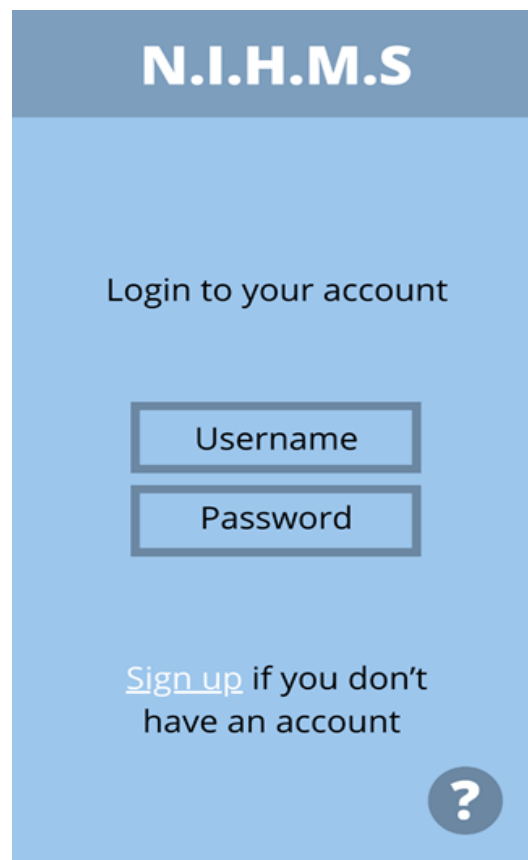 N.I.H.M.S
Login to your account
Username
Password
Sign up if you don’t
have an account
?